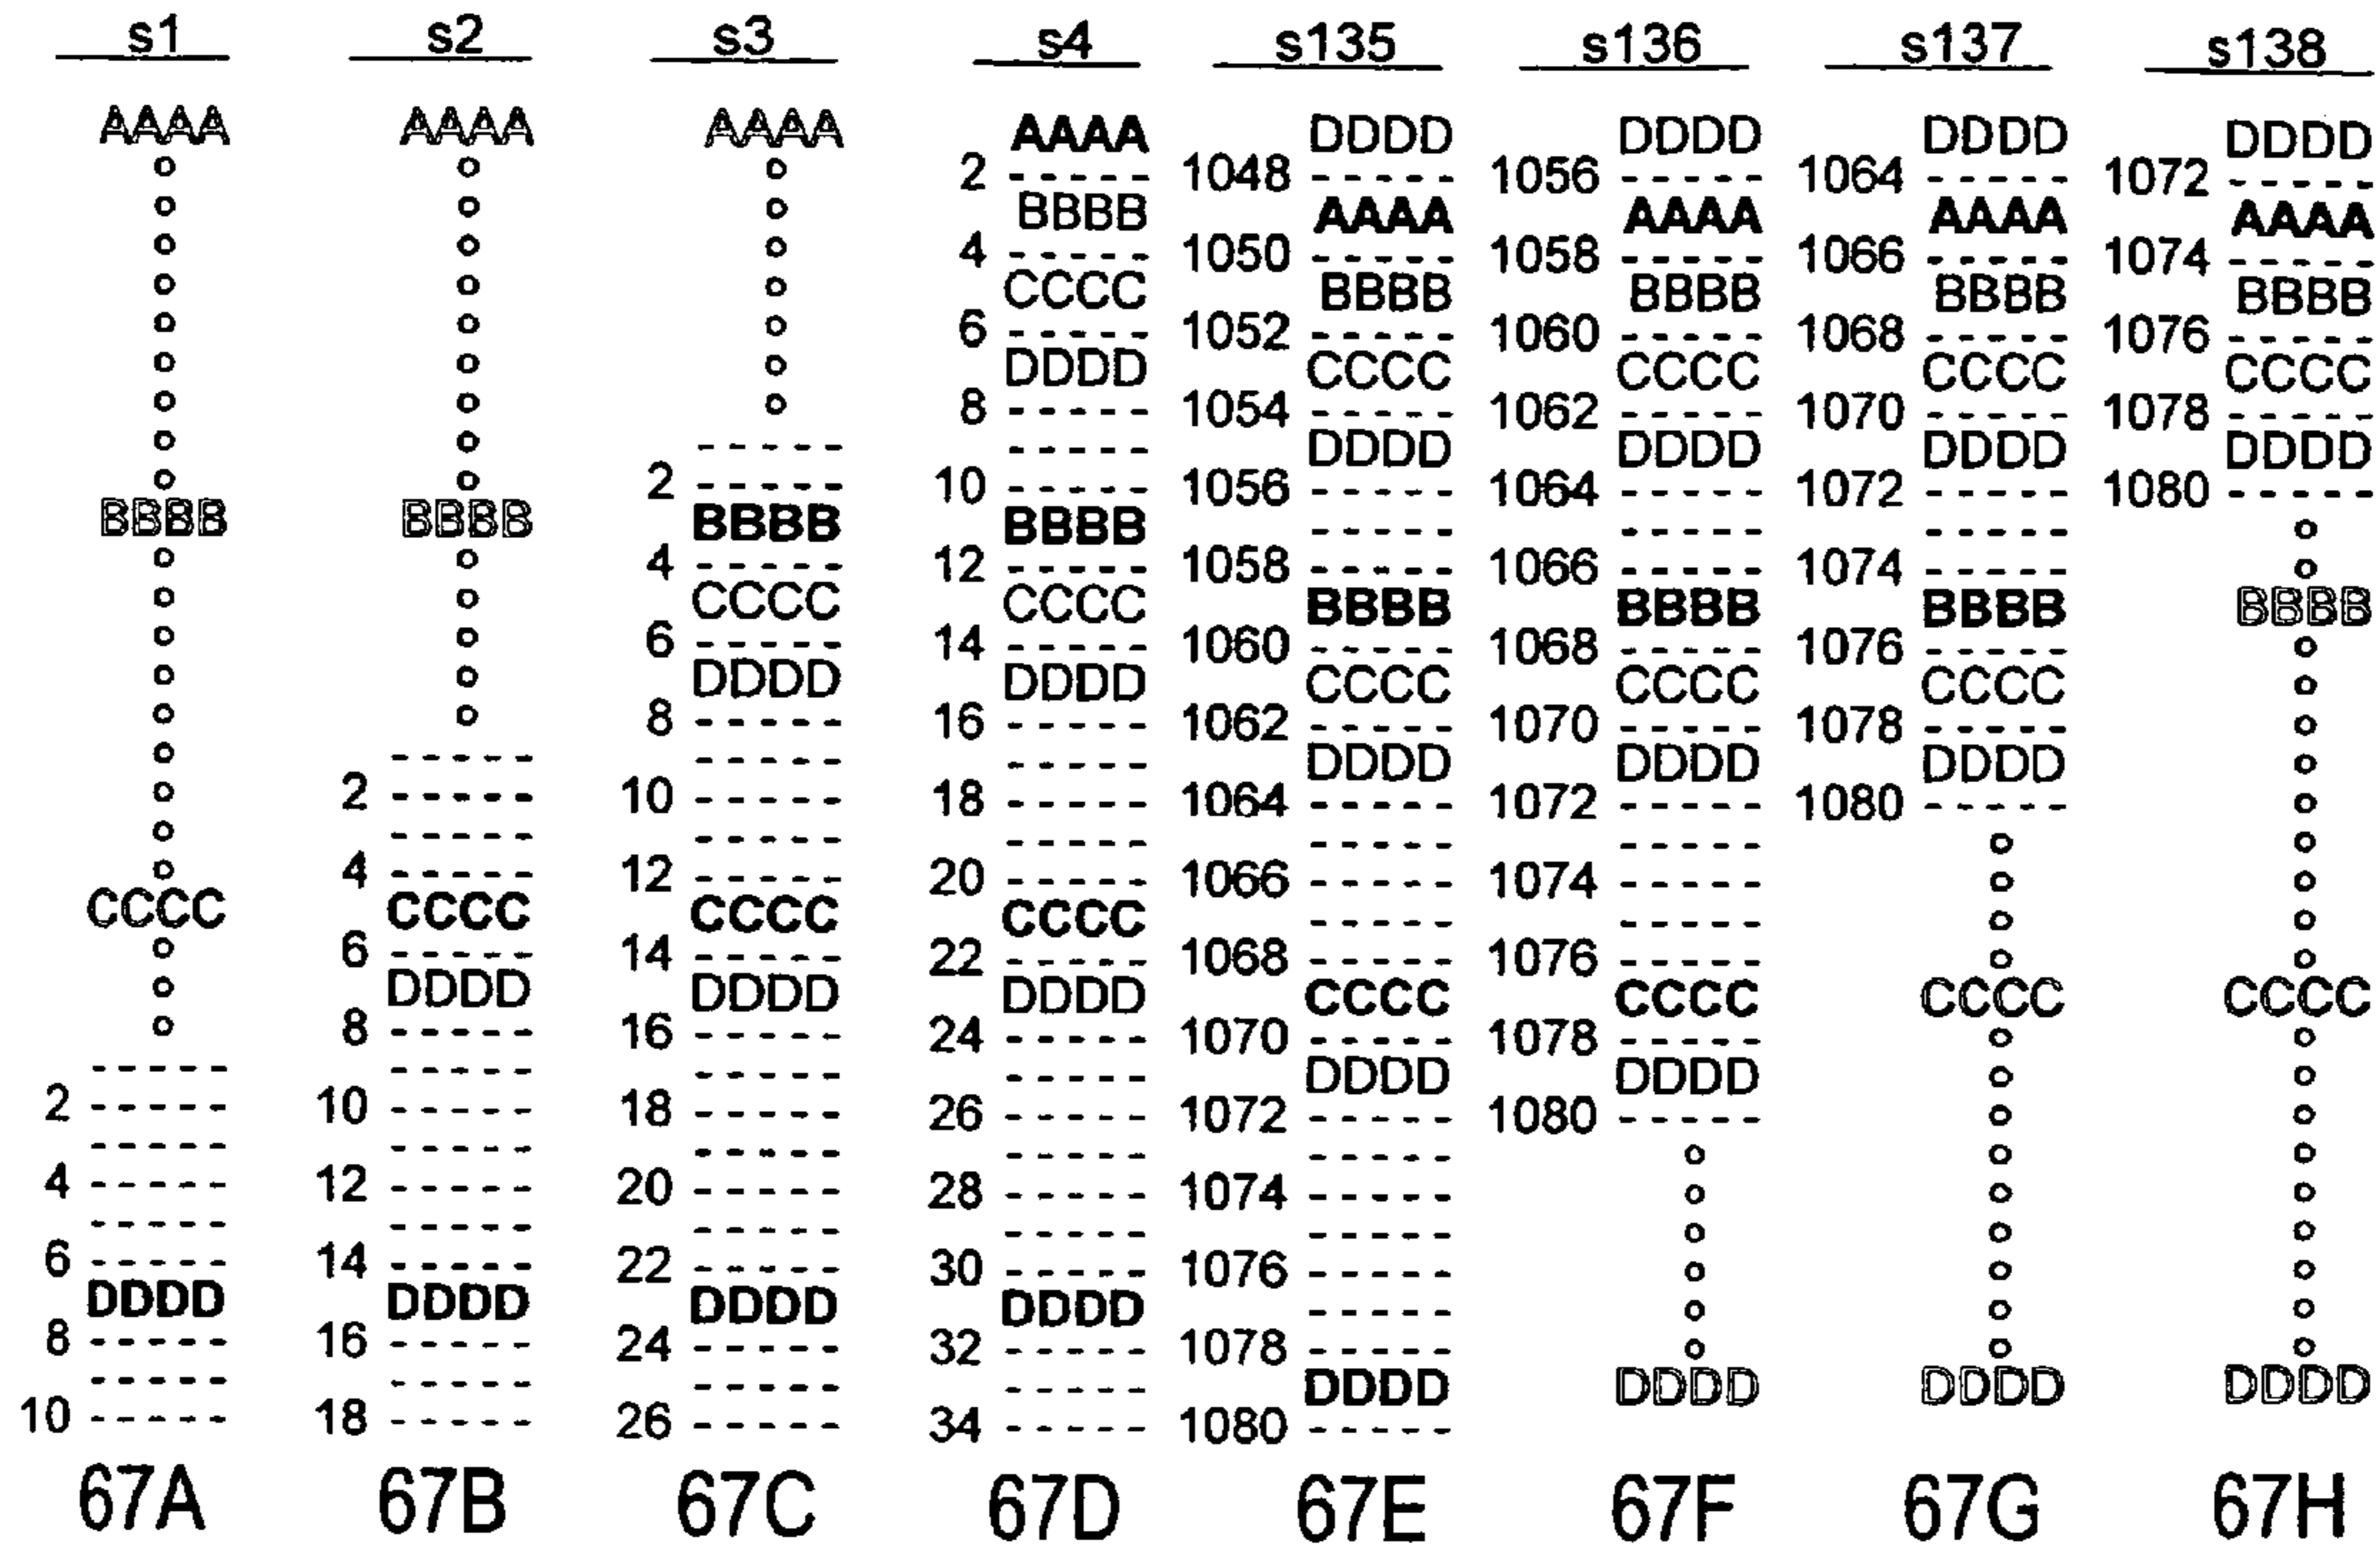 s1
AAAA
BBBB
CCCC
2
4
6
DDDD
8
10
67A
s2
AAAA
BBBB
2
4
CCCC
6
DDDD
8
10
12
14
DDDD
16
18
67B
s3
AAAA
2
BBBB
4
CCCC
6
DDDD
8
10
12
CCCC
14
DDDD
16
18
20
22
DDDD
24
26
67C
s4
AAAA
2
BBBB
4
CCCC
6
DDDD
8
10
BBBB
12
CCCC
14
DDDD
16
18
20
CCCC
22
DDDD
24
26
28
30
DDDD
32
34
67D
s135
DDDD
1048
AAAA
1050
BBBB
1052
CCCC
1054
DDDD
1056
1058
BBBB
1060
CCCC
1062
DDDD
1064
1066
1068
CCCC
1070
DDDD
1072
1074
1076
1078
DDDD
1080
67E
s136
DDDD
1056
AAAA
1058
BBBB
1060
CCCC
1062
DDDD
1064
1066
BBBB
1068
CCCC
1070
DDDD
1072
1074
1076
CCCC
1078
DDDD
1080
DDDD
67F
s137
DDDD
1064
AAAA
1066
BBBB
1068
CCCC
1070
DDDD
1072
1074
BBBB
1076
CCCC
1078
DDDD
1080
CCCC
DDDD
67G
s138
DDDD
1072
AAAA
1074
BBBB
1076
CCCC
1078
DDDD
1080
BBBB
CCCC
DDDD
67H